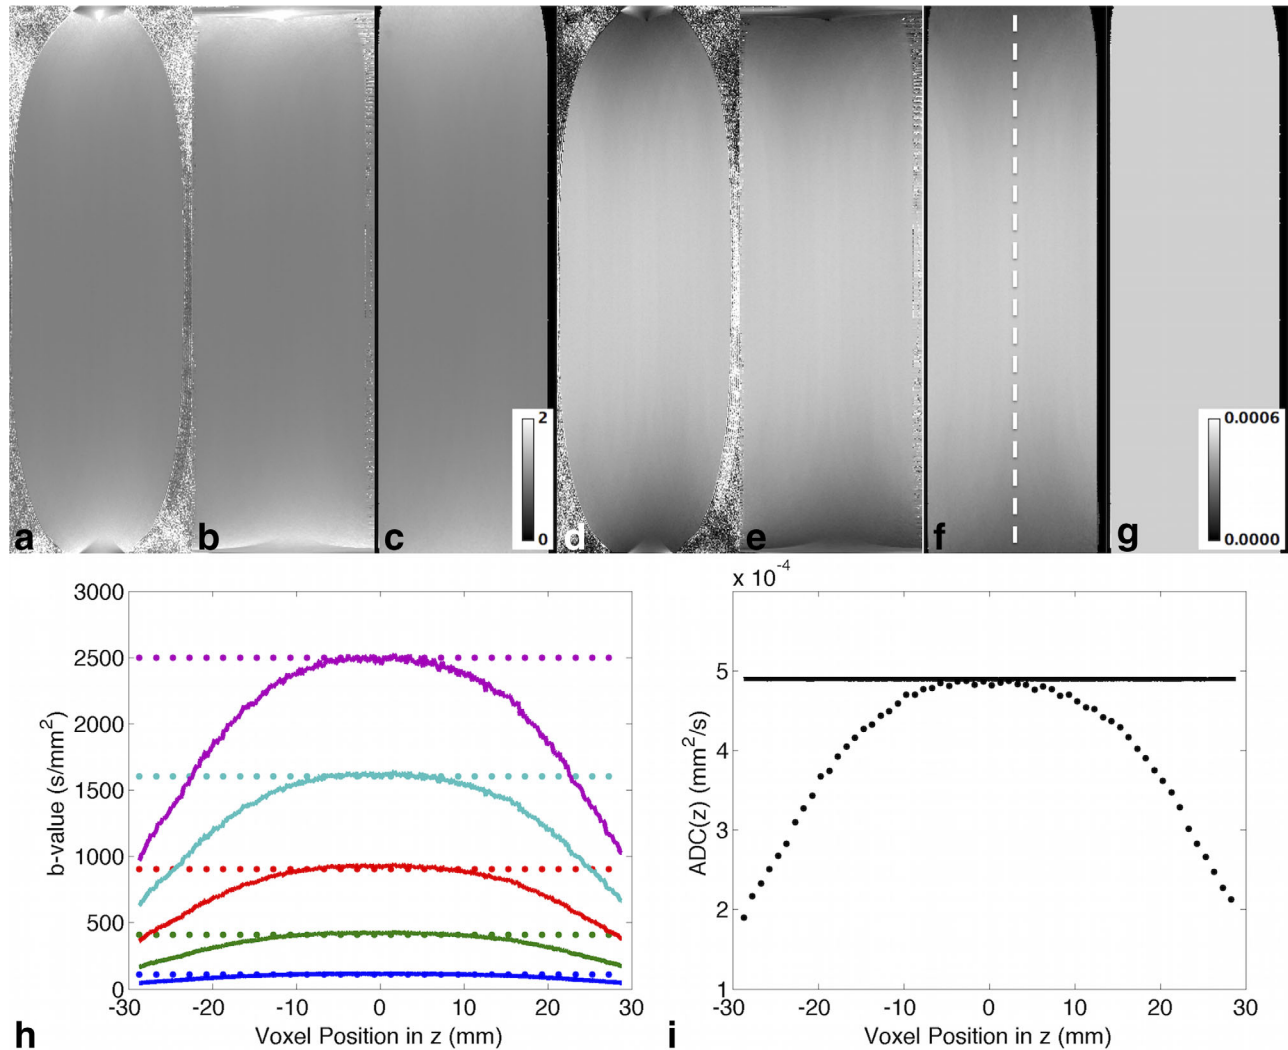 a
b
c
2
0
d
e
f
g
0.0006
0.0000
3000
2500
2000
1500
1000
500
0
-30
-20
-10
0
10
20
30
b-value (s/mm²)
Voxel Position in z (mm)
h
x 10⁻⁴
5
4
3
2
1
-30
-20
-10
0
10
20
30
ADC(z) (mm²/s)
Voxel Position in z (mm)
i